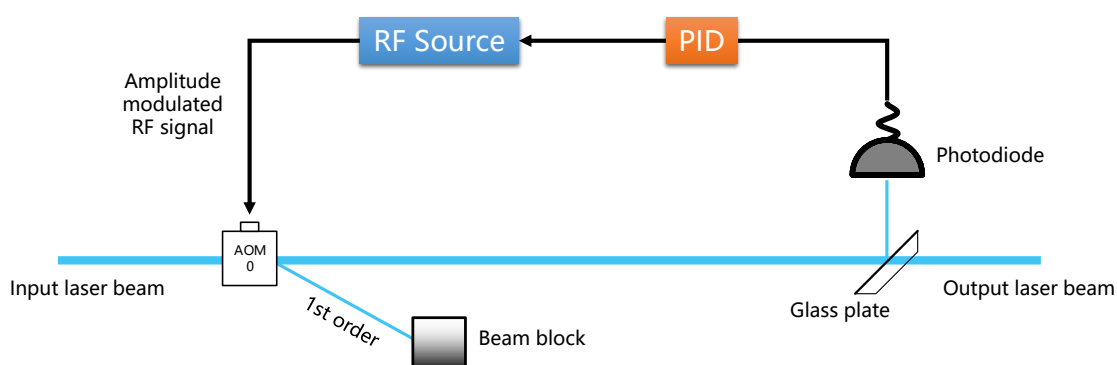 RF Source
PID
Amplitude
modulated
RF signal
Photodiode
AOM
0
Input laser beam
1st order
Beam block
Glass plate
Output laser beam